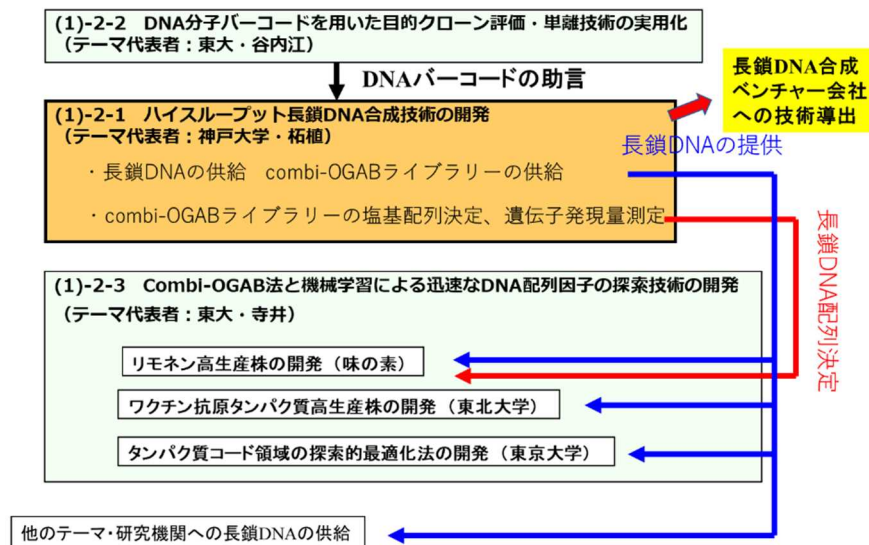 (1)-2-2 DNA分子バーコードを用いた目的クローン評価・単離技術の実用化
（テーマ代表者：東大・谷内江）
DNAバーコードの助言
長鎖DNA合成
ベンチャー会社
への技術導出
(1)-2-1 ハイスループット長鎖DNA合成技術の開発
（テーマ代表者：神戸大学・柘植）
長鎖DNAの提供
・長鎖DNAの供給 combi-OGABライブラリーの供給
・combi-OGABライブラリーの塩基配列決定、遺伝子発現量測定
長鎖DNA配列決定
(1)-2-3 Combi-OGAB法と機械学習による迅速なDNA配列因子の探索技術の開発
（テーマ代表者：東大・寺井）
リモネン高生産株の開発（味の素）
ワクチン抗原タンパク質高生産株の開発（東北大学）
タンパク質コード領域の探索的最適化法の開発（東京大学）
他のテーマ・研究機関への長鎖DNAの供給